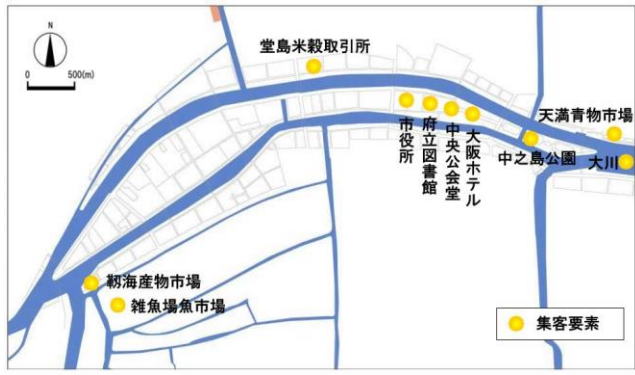 N
0 500(m)
堂島米穀取引所
天満青物市場
市役所
府立図書館
中央公会堂
大阪ホテル
中之島公園
大川
靭海産物市場
雑魚場魚市場
集客要素